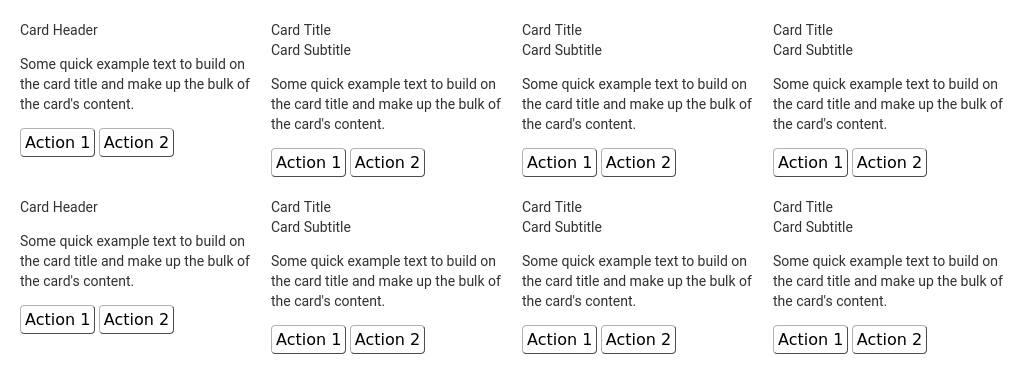 Card Header
Some quick example text to build on
the card title and make up the bulk of
the card's content.
Action 1 Action 2
Card Title
Card Subtitle
Some quick example text to build on
the card title and make up the bulk of
the card's content.
Action 1 Action 2
Card Title
Card Subtitle
Some quick example text to build on
the card title and make up the bulk of
the card's content.
Action 1 Action 2
Card Title
Card Subtitle
Some quick example text to build on
the card title and make up the bulk of
the card's content.
Action 1 Action 2
Card Header
Some quick example text to build on
the card title and make up the bulk of
the card's content.
Action 1 Action 2
Card Title
Card Subtitle
Some quick example text to build on
the card title and make up the bulk of
the card's content.
Action 1 Action 2
Card Title
Card Subtitle
Some quick example text to build on
the card title and make up the bulk of
the card's content.
Action 1 Action 2
Card Title
Card Subtitle
Some quick example text to build on
the card title and make up the bulk of
the card's content.
Action 1 Action 2